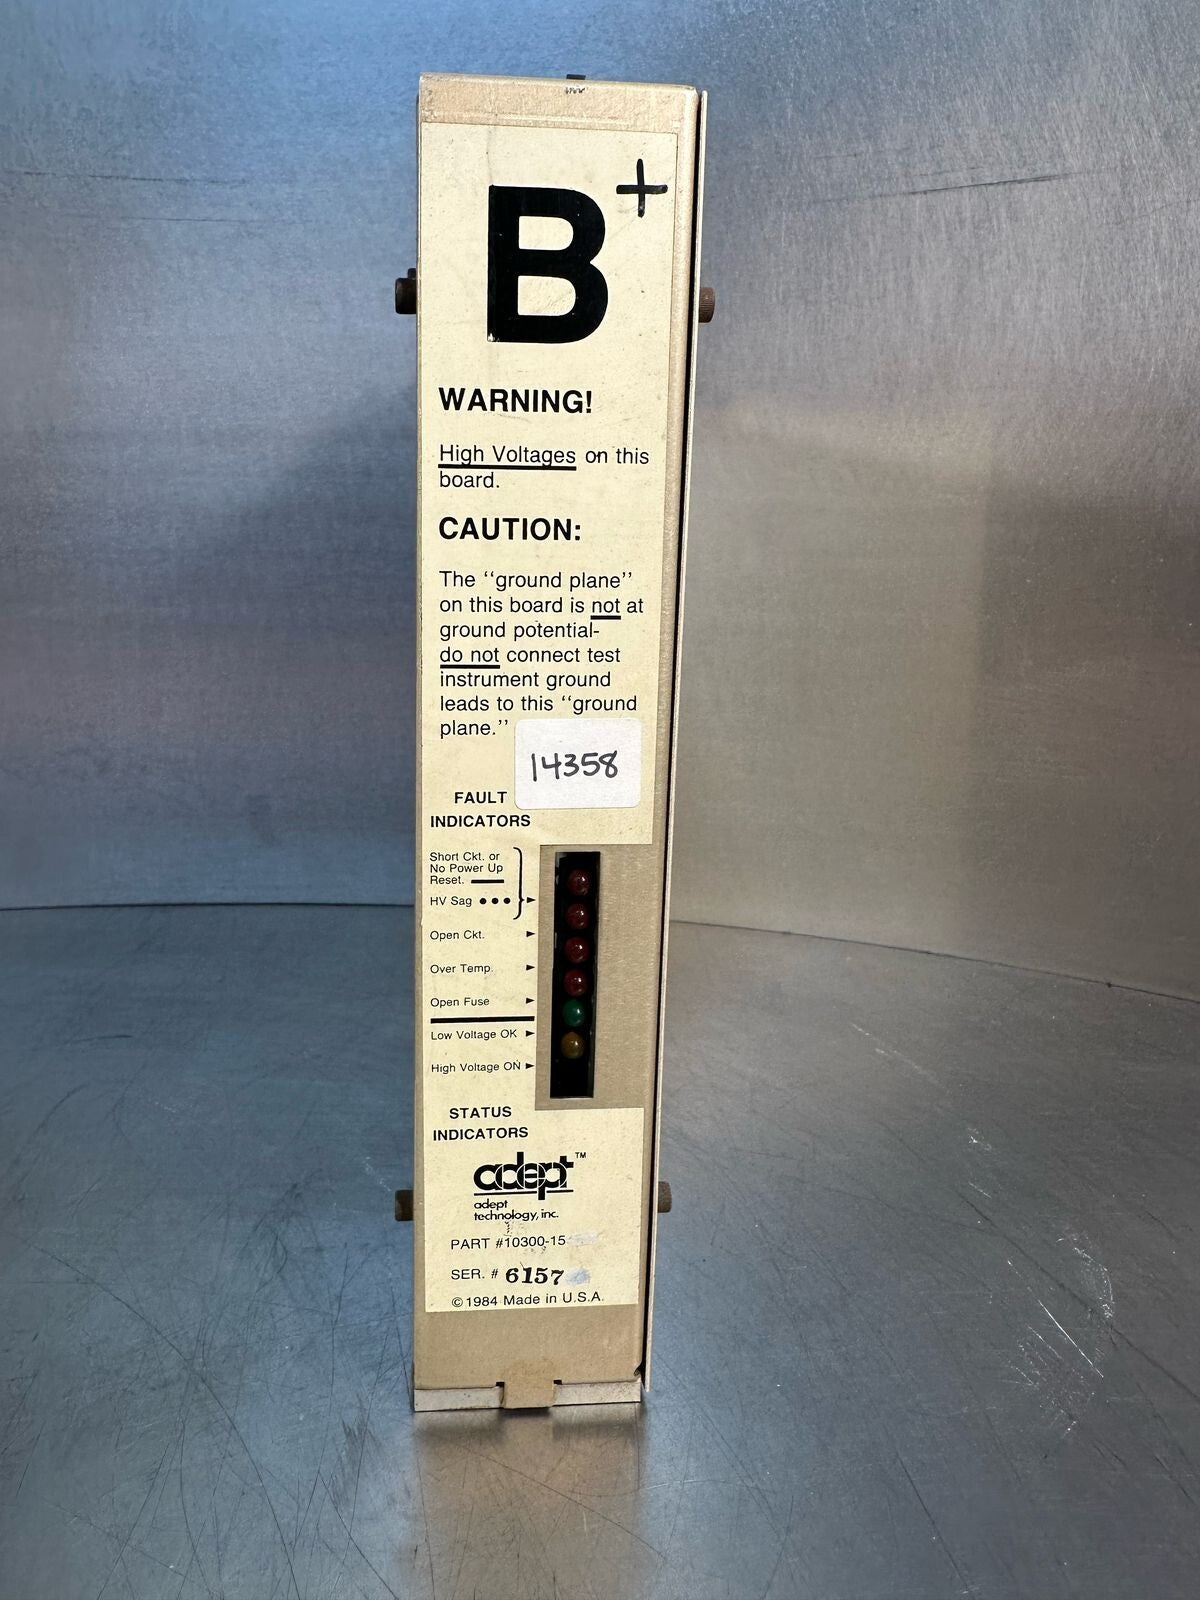 B+
WARNING!
High Voltages on this
board.
CAUTION:
The ‘‘ground plane’’
on this board is not at
ground potential-
do not connect test
instrument ground
leads to this ‘‘ground
plane.’’
14358
FAULT
INDICATORS
Short Ckt. or
No Power Up
Reset.
HV Sag •••
Open Ckt.
Over Temp.
Open Fuse
Low Voltage OK
High Voltage ON
STATUS
INDICATORS
adept™
adept
technology, inc.
PART #10300-15
SER. # 6157
©1984 Made in U.S.A.